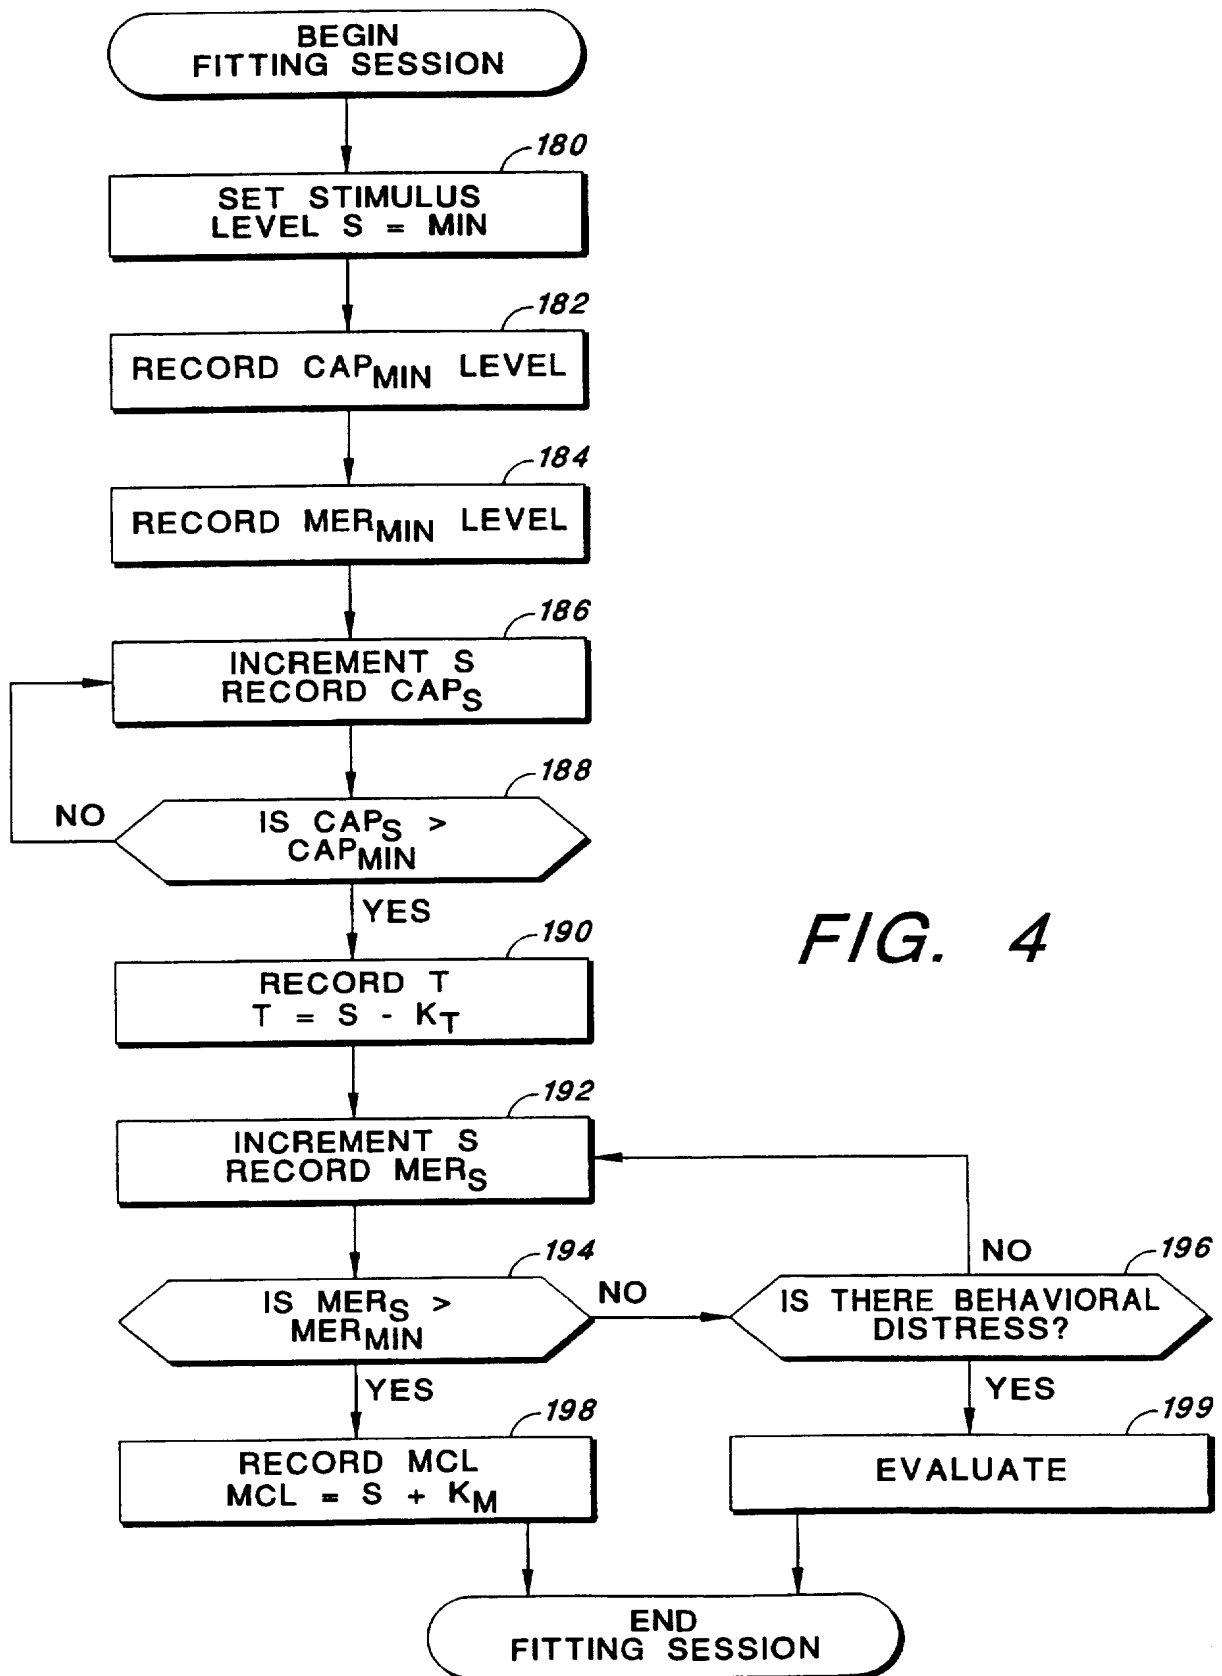 BEGIN
FITTING SESSION
180
SET STIMULUS
LEVEL S = MIN
182
RECORD CAPMIN LEVEL
184
RECORD MERMIN LEVEL
186
INCREMENT S
RECORD CAPS
188
NO
IS CAPS >
CAPMIN
YES
FIG. 4
190
RECORD T
T = S - KT
192
INCREMENT S
RECORD MERS
194
NO
196
IS MERS >
MERMIN
NO
IS THERE BEHAVIORAL
DISTRESS?
YES
YES
198
199
RECORD MCL
MCL = S + KM
EVALUATE
END
FITTING SESSION